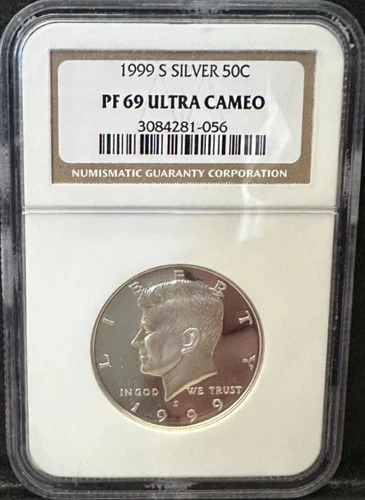 1999 S SILVER 50C
PF 69 ULTRA CAMEO
3084281-056
NUMISMATIC GUARANTY CORPORATION
LIBERTY
IN GOD WE TRUST
S
1999